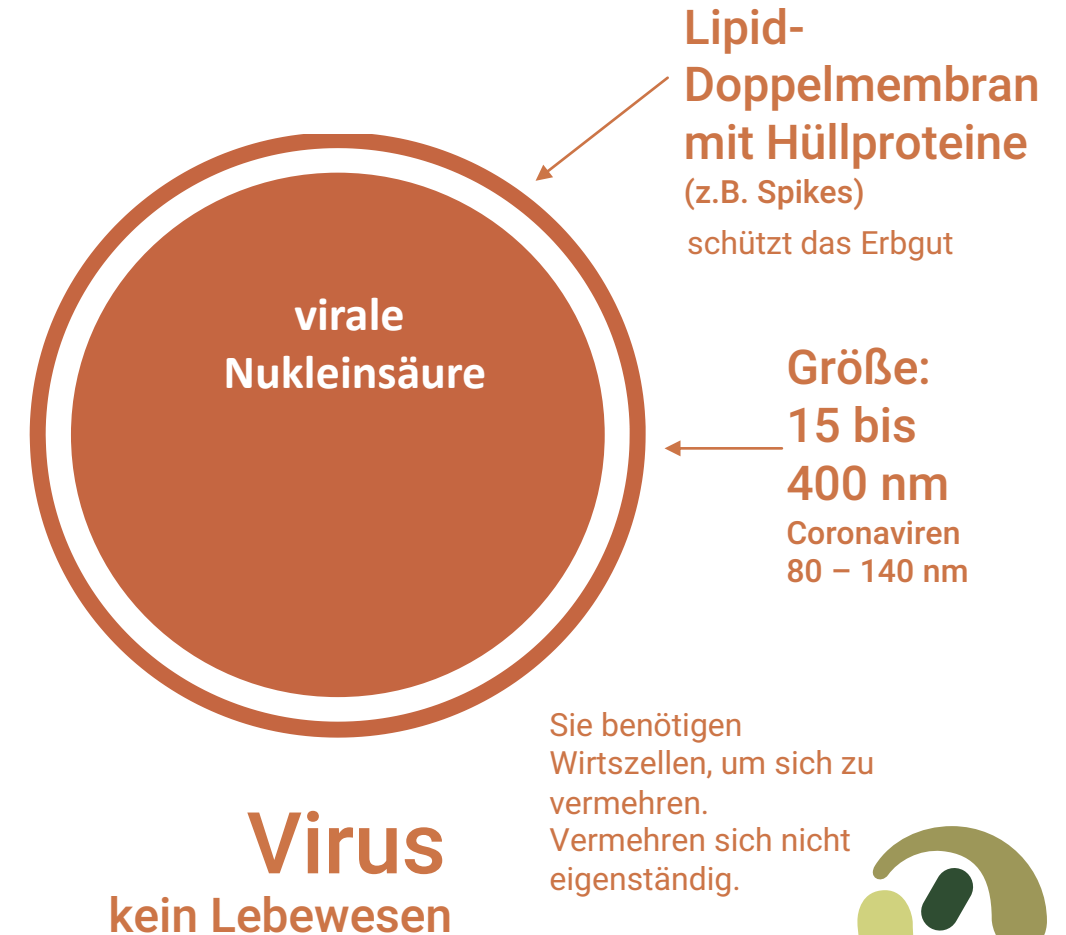 Lipid-
Doppelmembran
mit Hüllproteine
(z.B. Spikes)
schützt das Erbgut
virale
Nukleinsäure
Größe:
15 bis
400 nm
Coronaviren
80 – 140 nm
Sie benötigen
Wirtszellen, um sich zu
vermehren.
Vermehren sich nicht
eigenständig.
Virus
kein Lebewesen